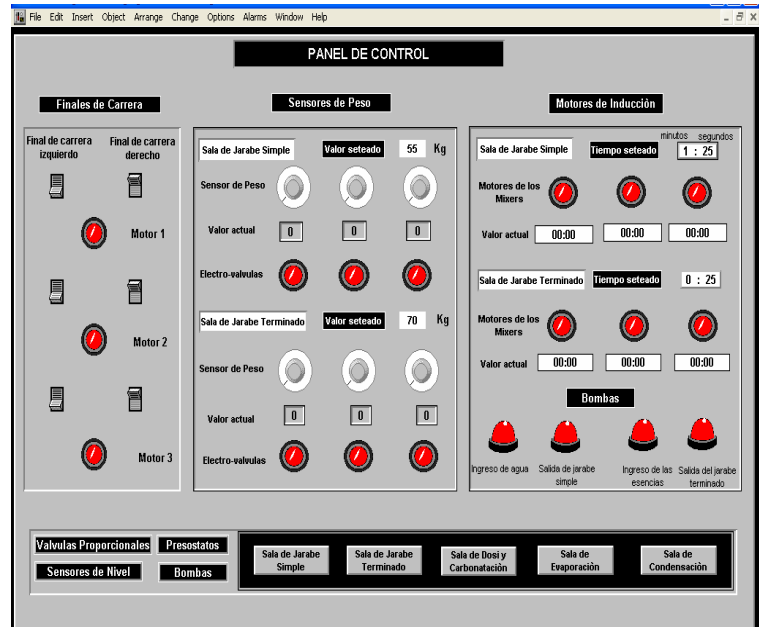 File Edit Insert Object Arrange Change Options Alarms Window Help
PANEL DE CONTROL
Finales de Carrera
Final de carrera
izquierdo
Final de carrera
derecho
Motor 1
Motor 2
Motor 3
Sensores de Peso
Sala de Jarabe Simple
Valor seteado
55
Kg
Sensor de Peso
Valor actual
0
0
0
Electro-valvulas
Sala de Jarabe Terminado
Valor seteado
70
Kg
Sensor de Peso
Valor actual
0
0
0
Electro-valvulas
Motores de Inducciòn
minutos segundos
Sala de Jarabe Simple
Tiempo seteado
1 : 25
Motores de los
Mixers
Valor actual
00:00
00:00
00:00
Sala de Jarabe Terminado
Tiempo seteado
0 : 25
Motores de los
Mixers
Valor actual
00:00
00:00
00:00
Bombas
Ingreso de agua
Salida de jarabe
simple
Ingreso de las
esencias
Salida del jarabe
terminado
Valvulas Proporcionales
Presostatos
Sensores de Nivel
Bombas
Sala de Jarabe
Simple
Sala de Jarabe
Terminado
Sala de Dosi y
Carbonataciòn
Sala de
Evaporaciòn
Sala de
Condensaciòn